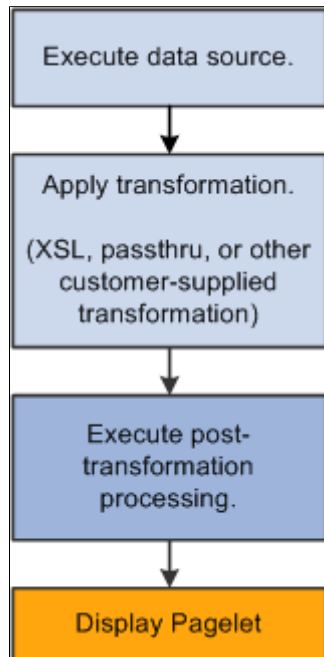 Execute data source.
Apply transformation.
(XSL, passthru, or other
customer-supplied
transformation)
Execute post-
transformation
processing.
Display Pagelet